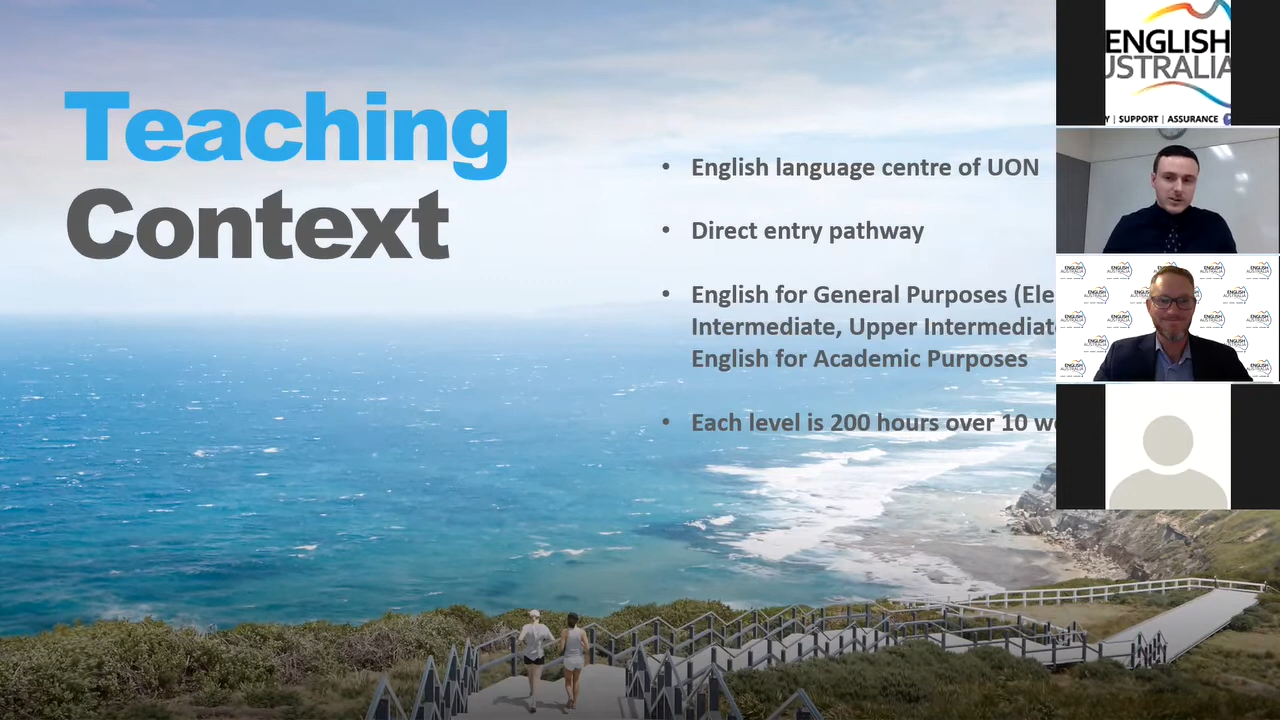 Teaching
Context
• English language centre of UON
• Direct entry pathway
• English for General Purposes (Ele
Intermediate, Upper Intermediat
English for Academic Purposes
• Each level is 200 hours over 10 w
ENGLISH
USTRALIA
Y | SUPPORT | ASSURANCE